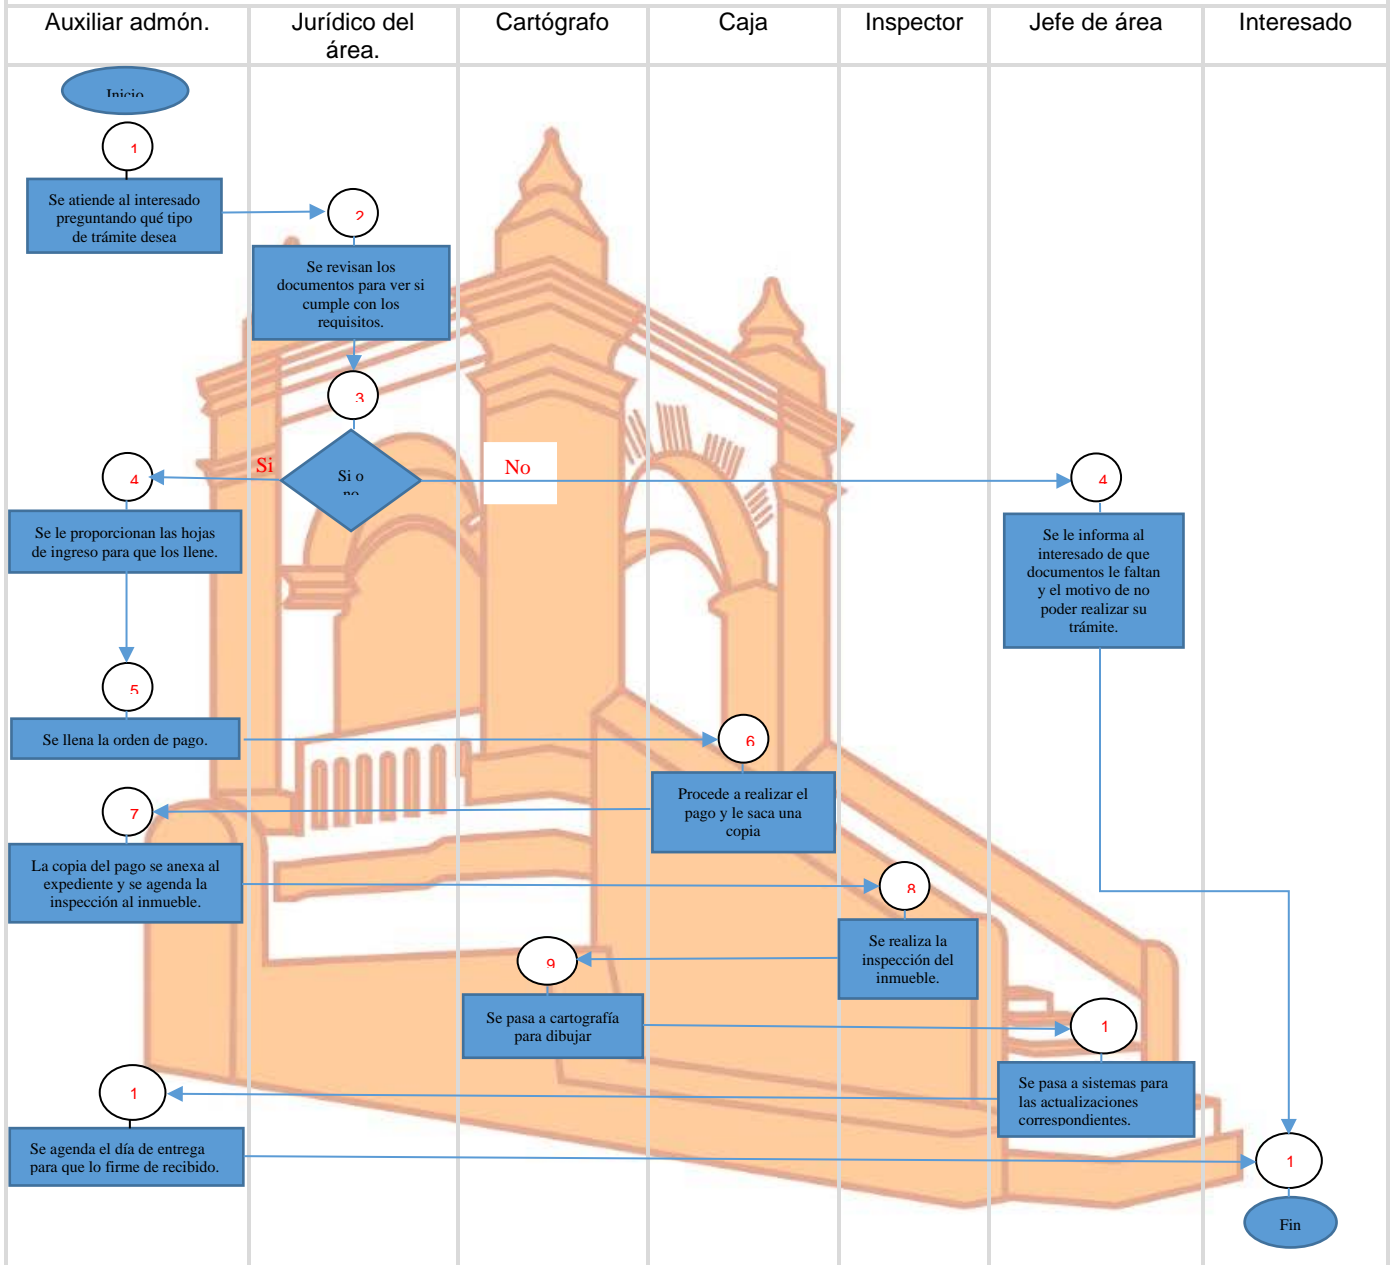 Auxiliar admón.
Jurídico del
área.
Cartógrafo
Caja
Inspector
Jefe de área
Interesado
Inicio
1
Se atiende al interesado
preguntando qué tipo
de trámite desea
2
Se revisan los
documentos para ver si
cumple con los
requisitos.
3
Si
Si o
no
No
4
Se le proporcionan las hojas
de ingreso para que los llene.
4
Se le informa al
interesado de que
documentos le faltan
y el motivo de no
poder realizar su
trámite.
5
Se llena la orden de pago.
6
Procede a realizar el
pago y le saca una
copia
7
La copia del pago se anexa al
expediente y se agenda la
inspección al inmueble.
8
Se realiza la
inspección del
inmueble.
9
Se pasa a cartografía
para dibujar
1
Se pasa a sistemas para
las actualizaciones
correspondientes.
1
Se agenda el día de entrega
para que lo firme de recibido.
1
Fin